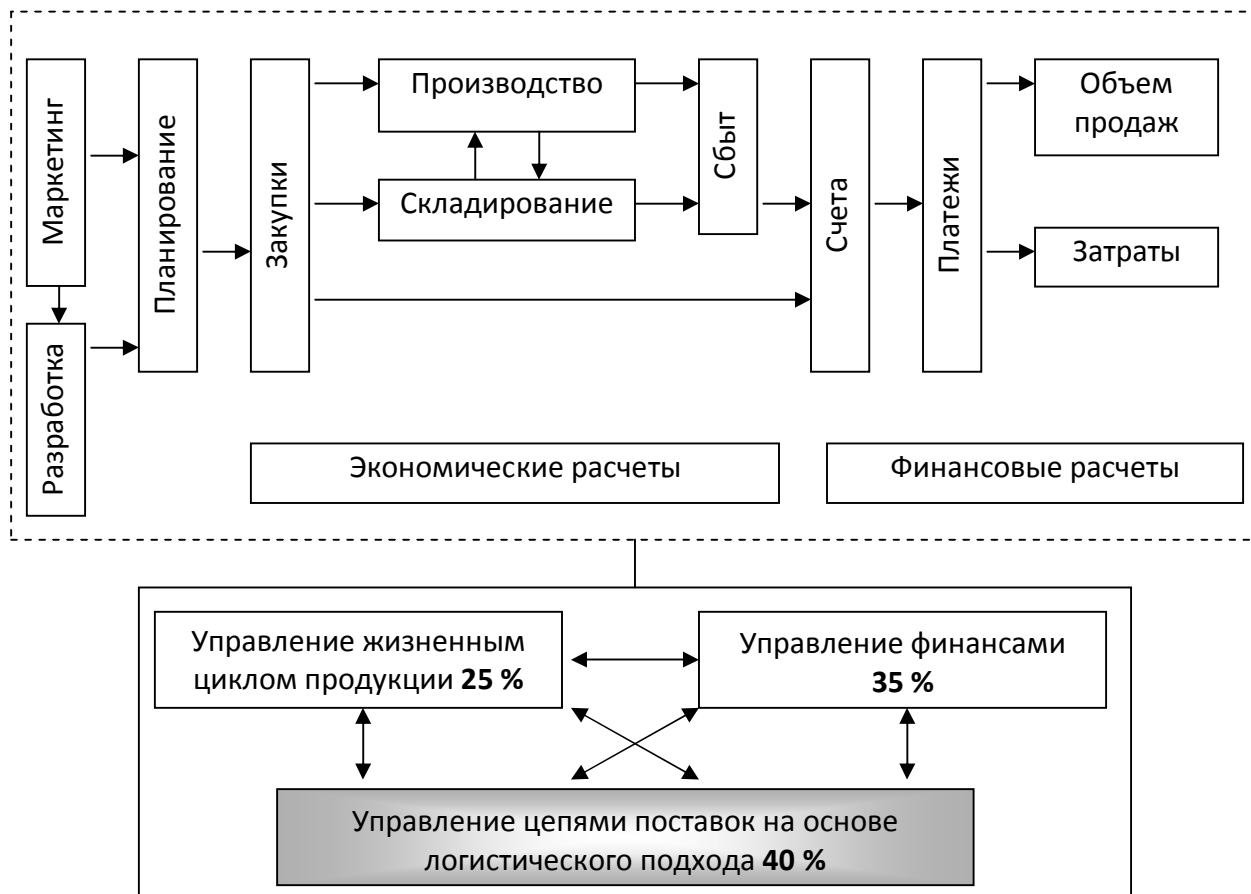 Маркетинг
Разработка
Планирование
Закупки
Производство
Складирование
Сбыт
Счета
Платежи
Объем
продаж
Затраты
Экономические расчеты
Финансовые расчеты
Управление жизненным
циклом продукции 25 %
Управление финансами
35 %
Управление цепями поставок на основе
логистического подхода 40 %